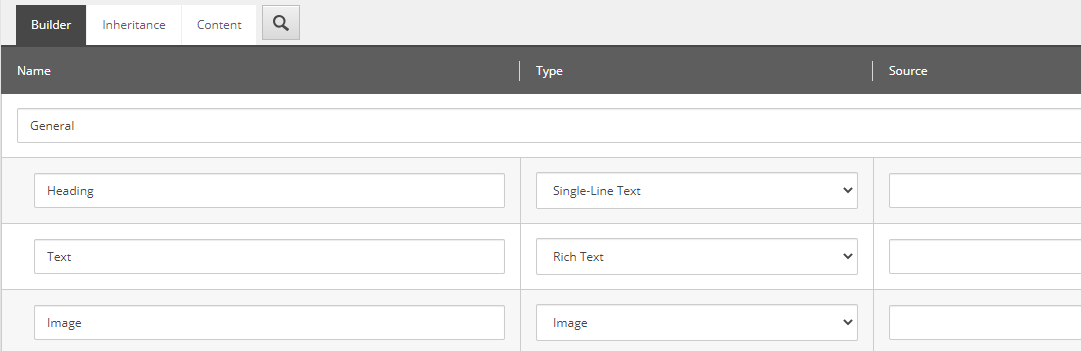 Builder Inheritance Content
Name Type Source
General
Heading Single-Line Text
Text Rich Text
Image Image